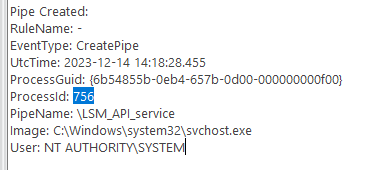 Pipe Created:
RuleName: -
EventType: CreatePipe
UtcTime: 2023-12-14 14:18:28.455
ProcessGuid: {6b54855b-0eb4-657b-0d00-000000000f00}
ProcessId: 756
PipeName: \LSM_API_service
Image: C:\Windows\system32\svchost.exe
User: NT AUTHORITY\SYSTEM